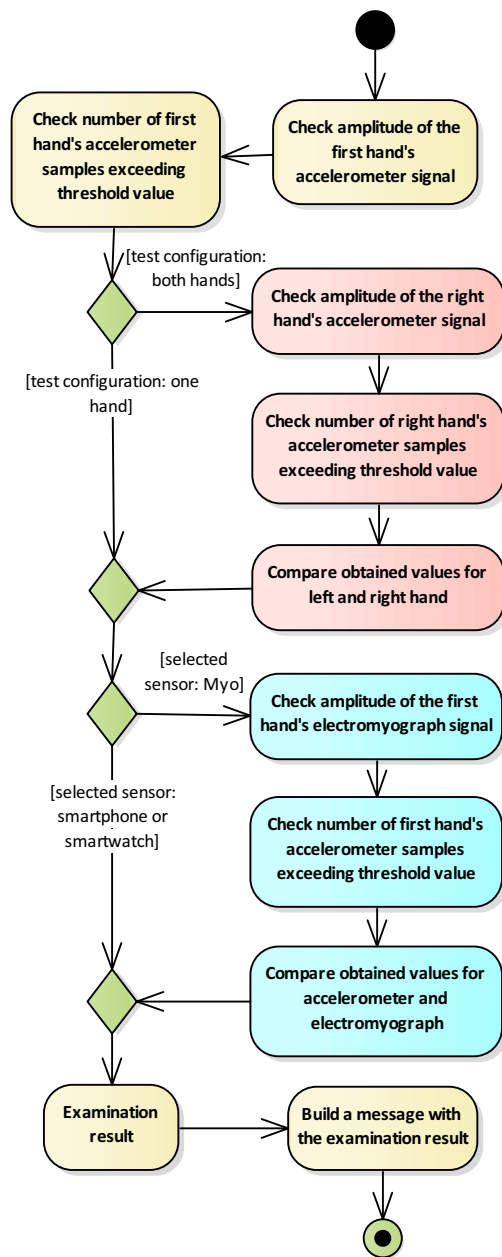 Check amplitude of the
first hand's
accelerometer signal
Check number of first
hand's accelerometer
samples exceeding
threshold value
[test configuration:
both hands]
Check amplitude of the right
hand's accelerometer signal
[test configuration: one
hand]
Check number of right hand's
accelerometer samples
exceeding threshold value
Compare obtained values for
left and right hand
[selected
sensor: Myo]
Check amplitude of the first
hand's electromyograph signal
[selected sensor:
smartphone or
smartwatch]
Check number of first hand's
accelerometer samples
exceeding threshold value
Compare obtained values for
accelerometer and
electromyograph
Examination
result
Build a message with
the examination result